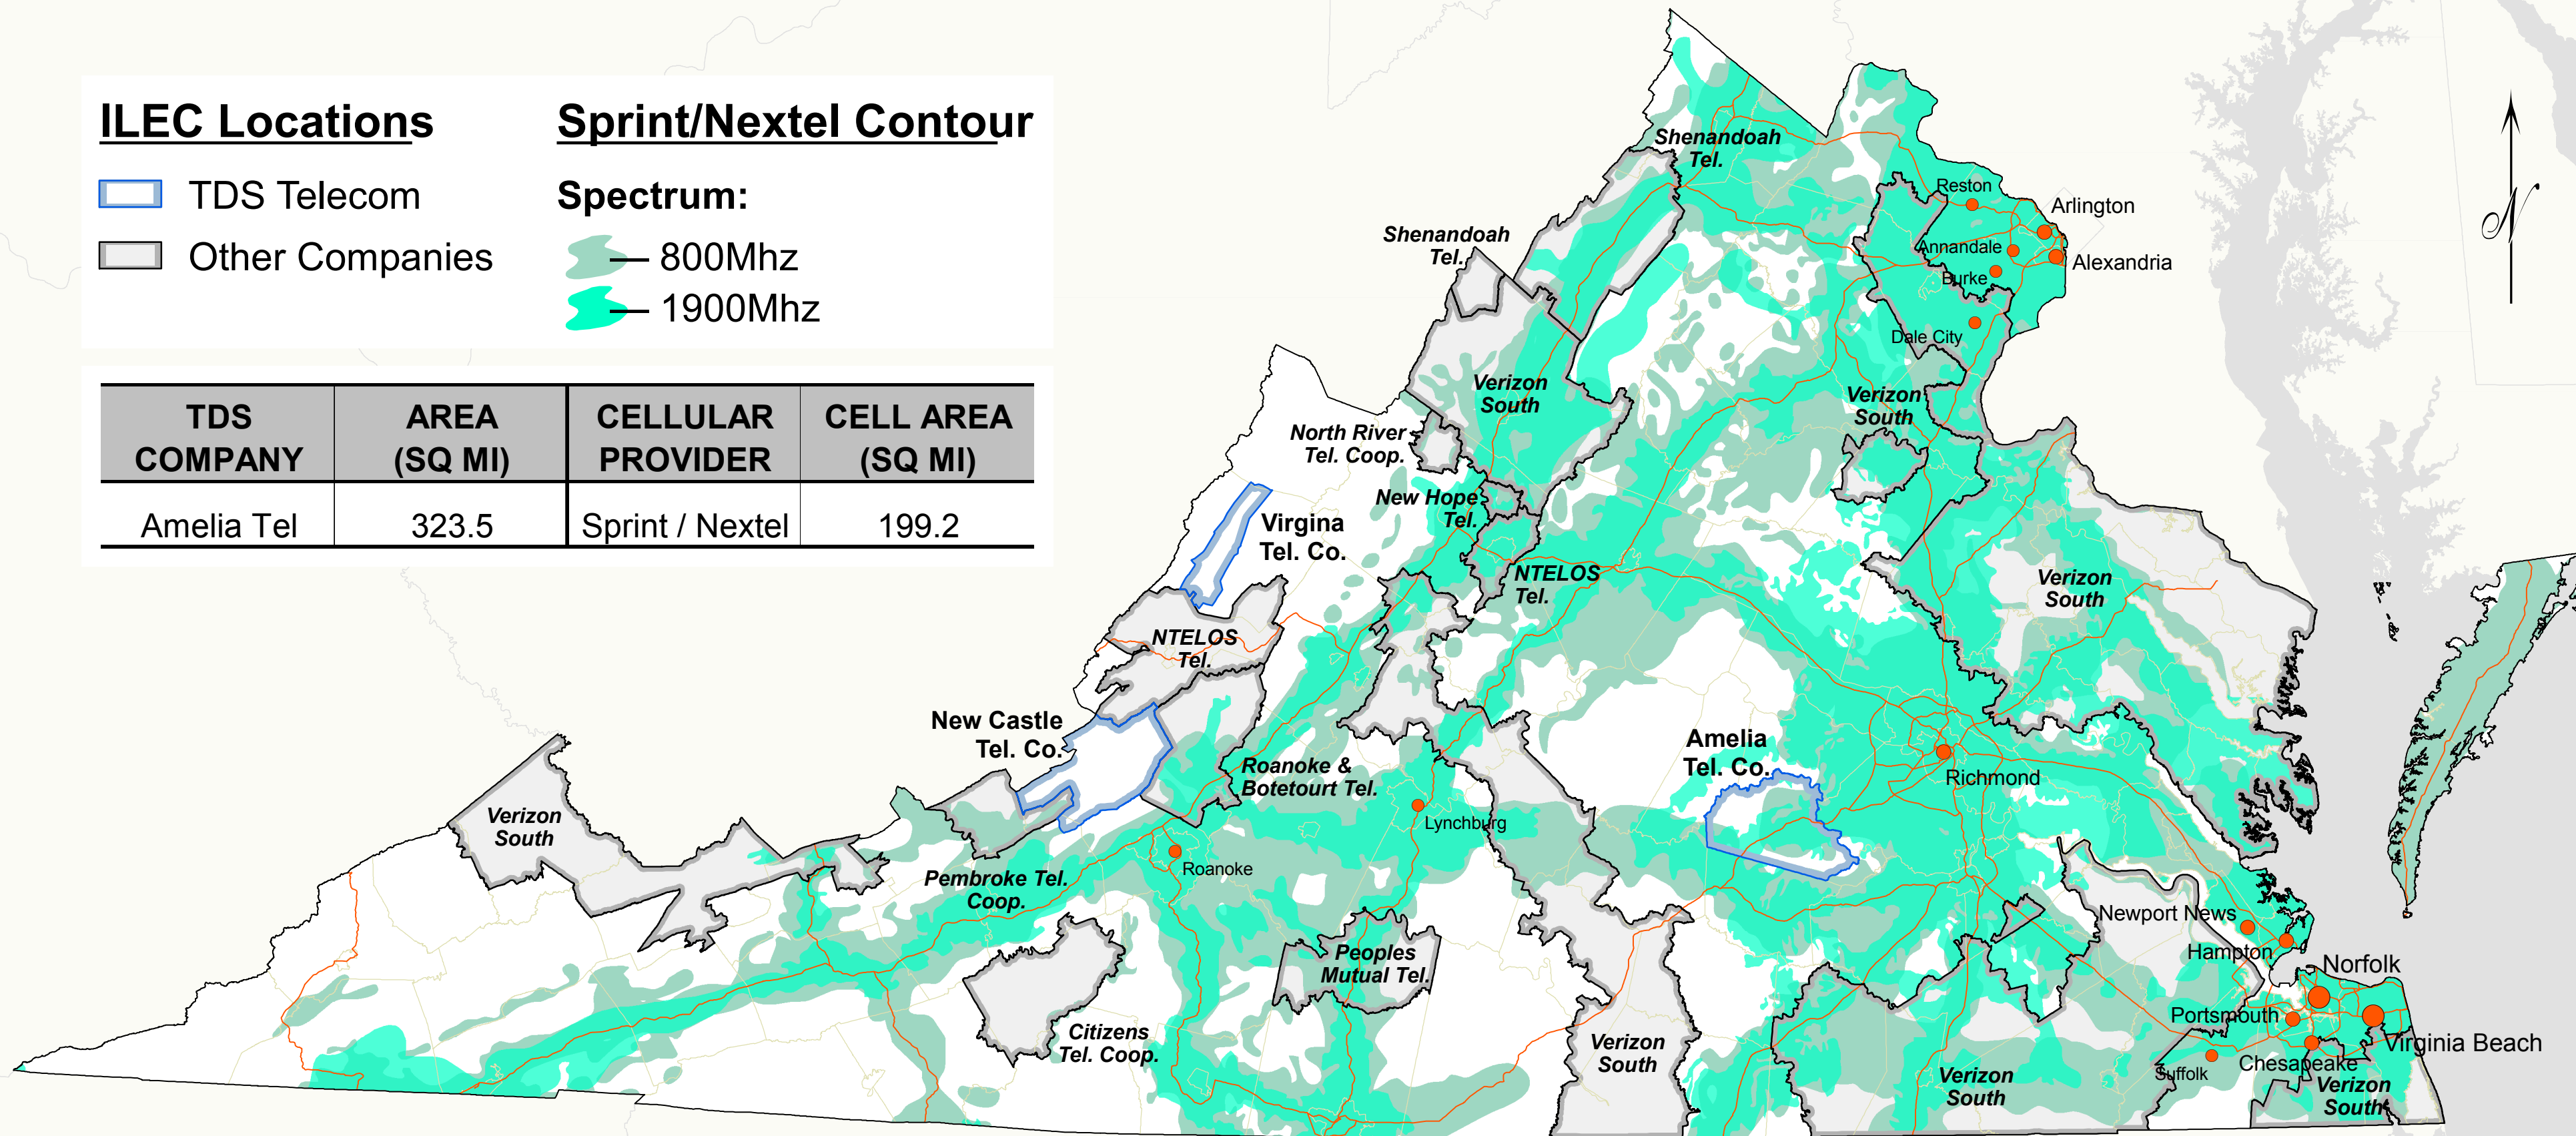 ILEC Locations
TDS Telecom
Other Companies
Sprint/Nextel Contour
Spectrum:
800Mhz
1900Mhz
TDS COMPANY
AREA (SQ MI)
CELLULAR PROVIDER
CELL AREA (SQ MI)
Amelia Tel
323.5
Sprint / Nextel
199.2
N
Shenandoah
Tel.
Reston
Arlington
Annandale
Alexandria
Burke
Shenandoah
Tel.
Dale City
Verizon
South
Verizon
South
North River
Tel. Coop.
New Hope
Tel.
Virgina
Tel. Co.
NTELOS
Tel.
Verizon
South
NTELOS
Tel.
New Castle
Tel. Co.
Amelia
Tel. Co.
Roanoke &
Botetourt Tel.
Richmond
Verizon
South
Lynchburg
Roanoke
Pembroke Tel.
Coop.
Newport News
Hampton
Peoples
Mutual Tel.
Norfolk
Portsmouth
Citizens
Tel. Coop.
Verizon
South
Virginia Beach
Chesapeake
Suffolk
Verizon
South
Verizon
South